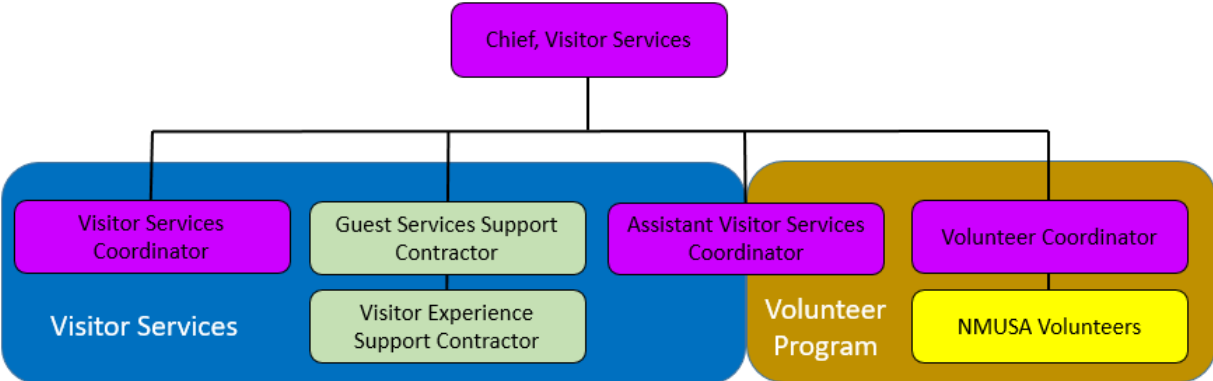 Chief, Visitor Services
Visitor Services
Coordinator
Guest Services Support
Contractor
Assistant Visitor Services
Coordinator
Volunteer Coordinator
Visitor Experience
Support Contractor
NMUSA Volunteers
Visitor Services
Volunteer
Program